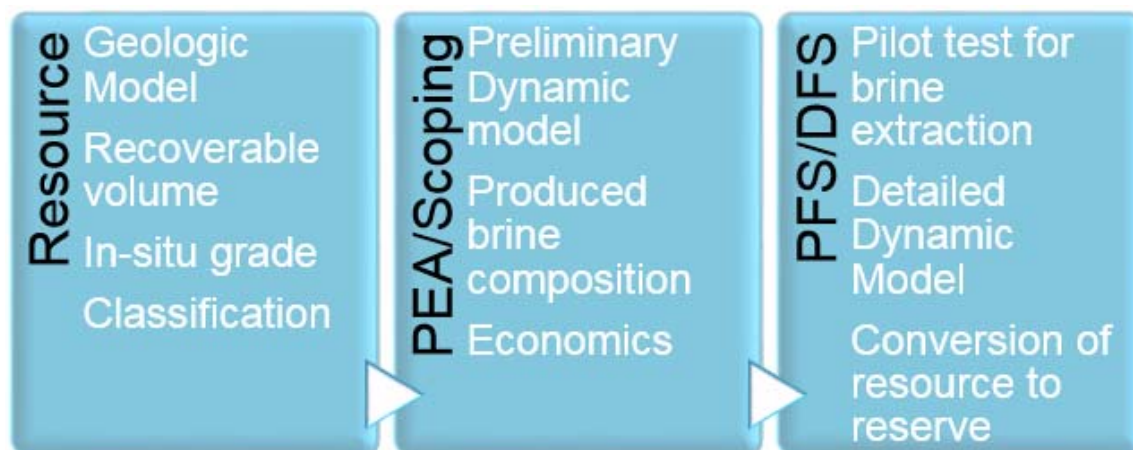 Resource
Geologic
Model
Recoverable
volume
In-situ grade
Classification
PEA/Scoping
Preliminary
Dynamic
model
Produced
brine
composition
Economics
PFS/DFS
Pilot test for
brine
extraction
Detailed
Dynamic
Model
Conversion of
resource to
reserve